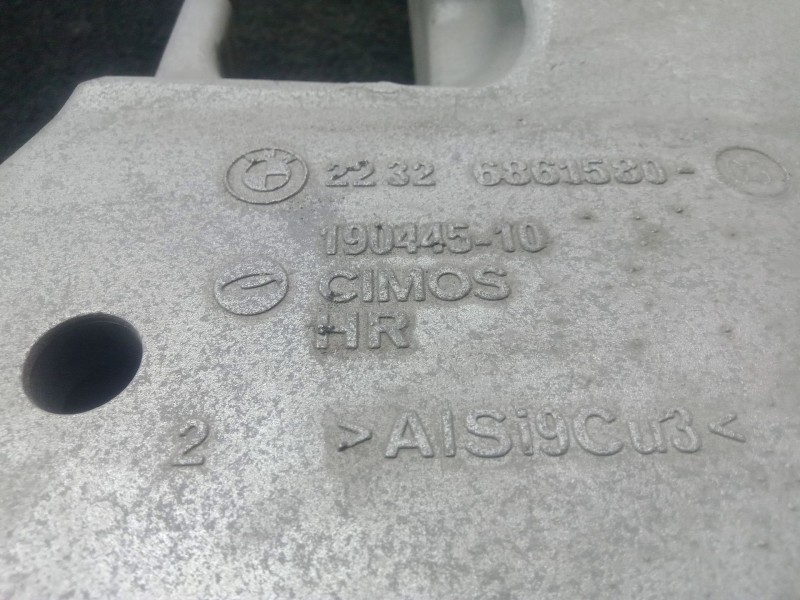 22 32 6861580-
190445-10
CIMOS
HR
2 >AlSi9Cu3<